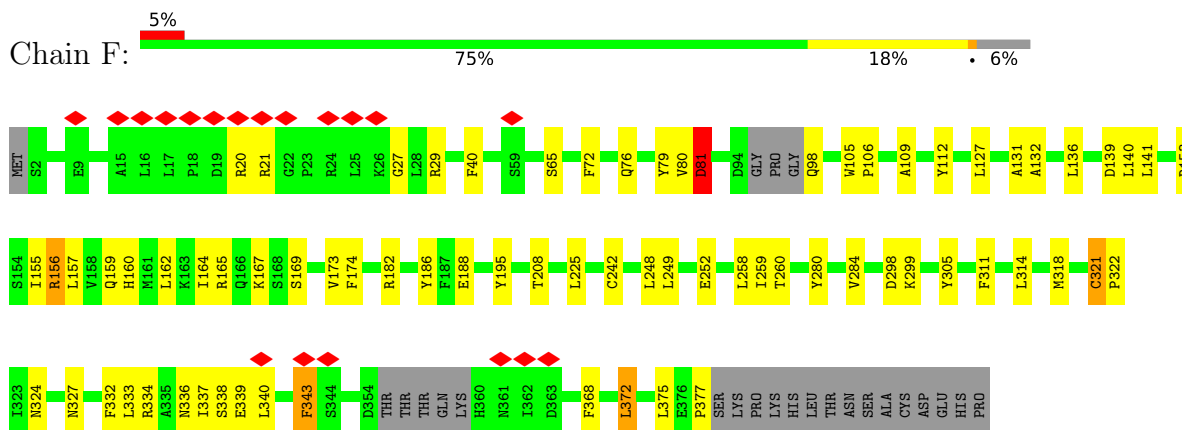 5%
Chain F:
75% 18% • 6%
MET S2 E9 A15 L16 L17 P18 D19 R20 R21 G22 P23 R24 L25 K26 G27 L28 R29 F40 S59 S65 F72 Q76 Y79 V80 D81 D94 GLY PRO GLY Q98 W105 P106 A109 Y112 L127 A131 A132 L136 D139 L140 L141
S154 I155 R156 L157 V158 Q159 H160 M161 L162 K163 I164 R165 Q166 K167 S168 S169 V173 F174 R182 Y186 F187 E188 Y195 T208 L225 C242 L248 L249 E252 L258 I259 T260 Y280 V284 D298 K299 Y305 F311 L314 M318 C321 P322
I323 N324 N327 F332 L333 R334 A335 N336 I337 S338 E339 L340 F343 S344 D354 THR THR THR GLN LYS H360 N361 I362 D363 F368 L372 L375 E376 P377 SER LYS PRO LYS HIS LEU THR ASN SER ALA CYS ASP GLU HIS PRO